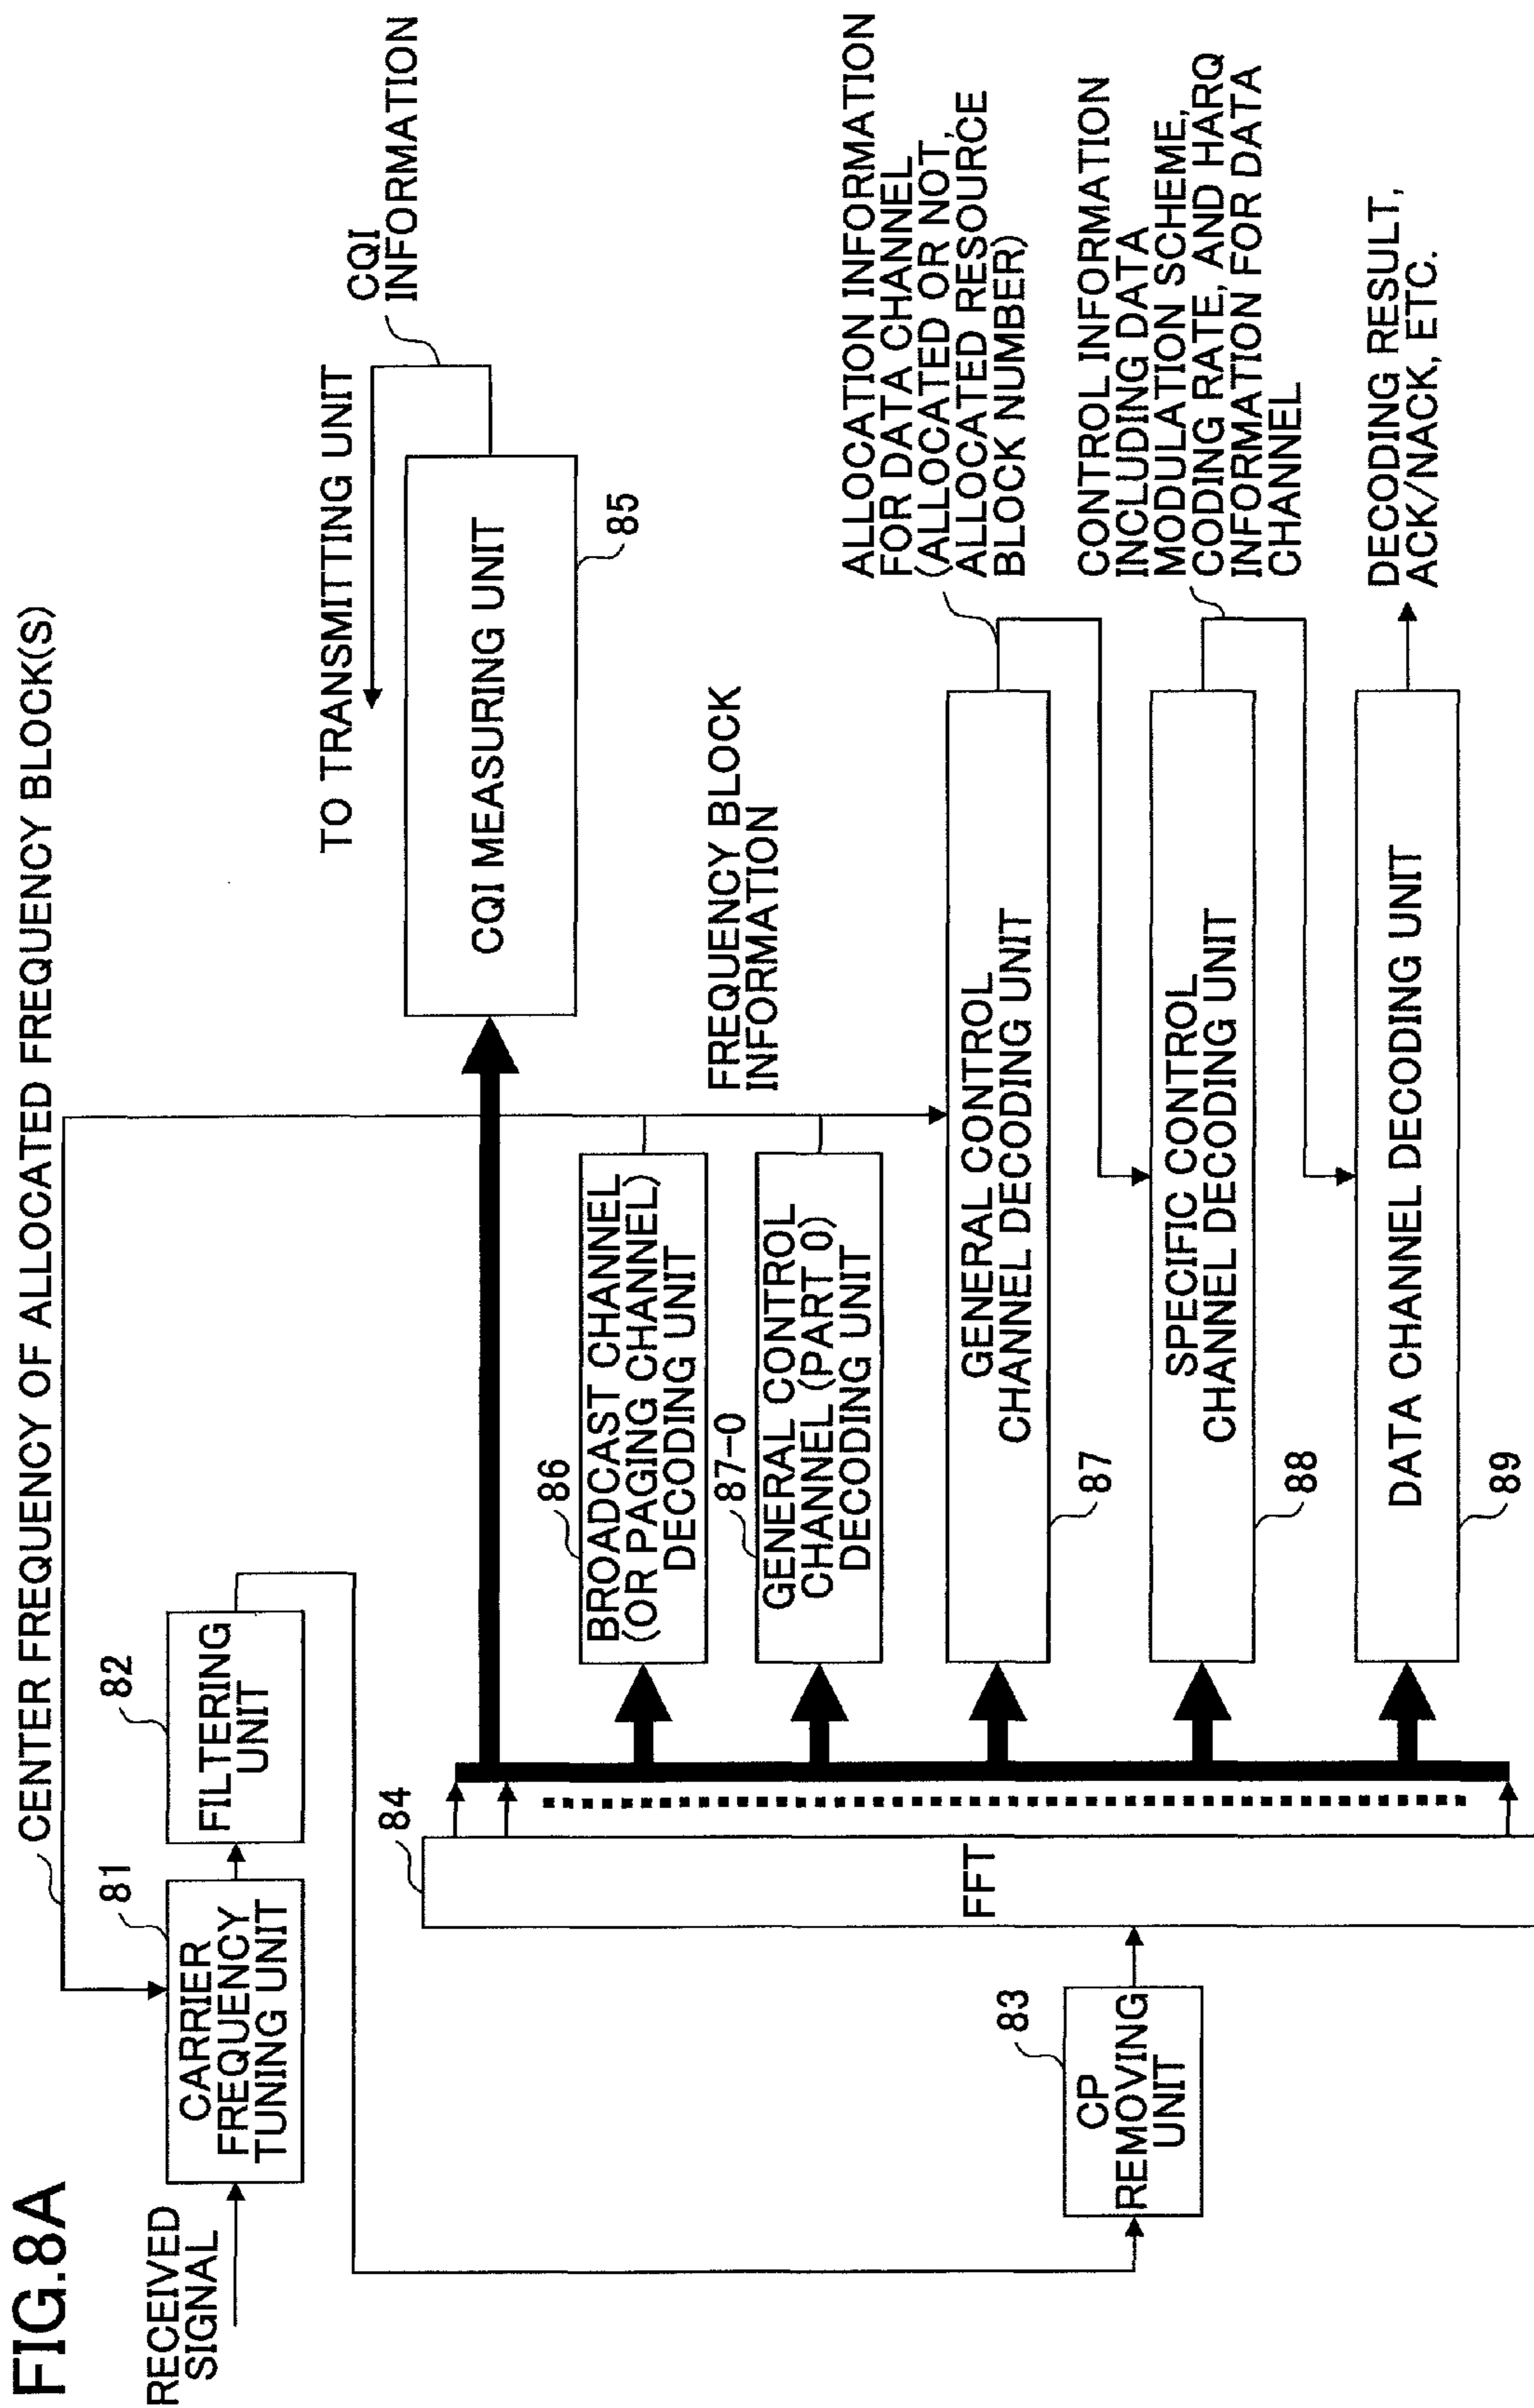 FIG.8A
CENTER FREQUENCY OF ALLOCATED FREQUENCY BLOCK(S)
RECEIVED
SIGNAL
81
CARRIER
FREQUENCY
TUNING UNIT
82
FILTERING
UNIT
83
CP
REMOVING
UNIT
84
FFT
TO TRANSMITTING UNIT
CQI
INFORMATION
CQI MEASURING UNIT
85
86
BROADCAST CHANNEL
(OR PAGING CHANNEL)
DECODING UNIT
87-0
GENERAL CONTROL
CHANNEL (PART 0)
DECODING UNIT
FREQUENCY BLOCK
INFORMATION
GENERAL CONTROL
CHANNEL DECODING UNIT
87
ALLOCATION INFORMATION
FOR DATA CHANNEL
(ALLOCATED OR NOT,
ALLOCATED RESOURCE
BLOCK NUMBER)
SPECIFIC CONTROL
CHANNEL DECODING UNIT
88
CONTROL INFORMATION
INCLUDING DATA
MODULATION SCHEME,
CODING RATE, AND HARQ
INFORMATION FOR DATA
CHANNEL
DATA CHANNEL DECODING UNIT
89
DECODING RESULT,
ACK/NACK, ETC.